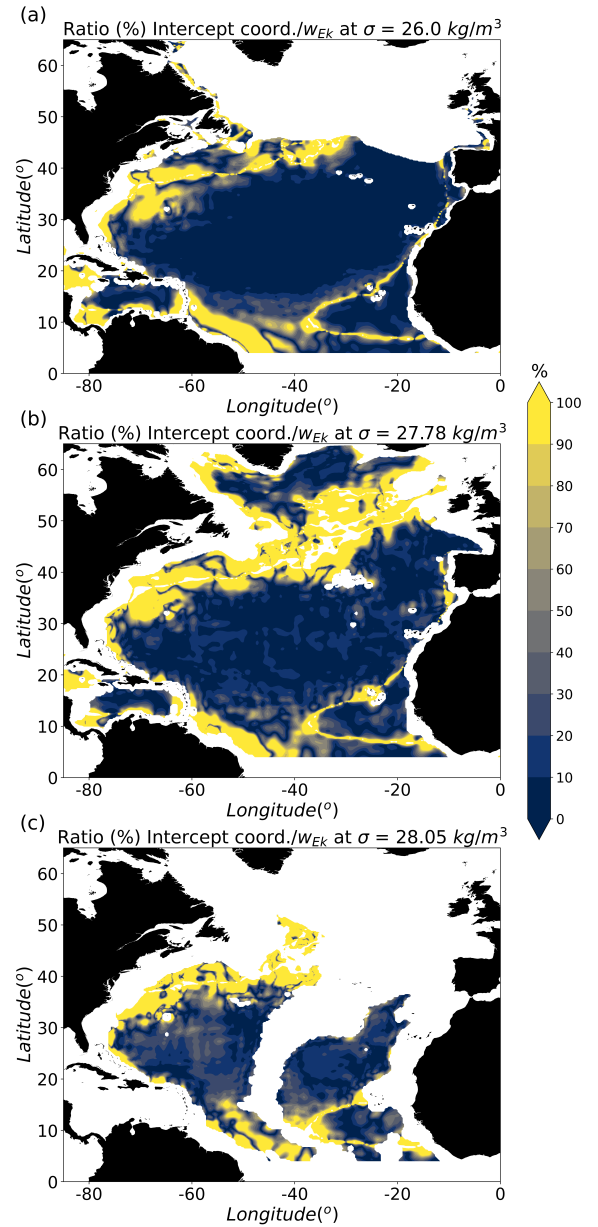 (a)
Ratio (%) Intercept coord./w_Ek at σ = 26.0 kg/m³
60
50
40
30
20
10
0
Latitude(°)
-80 -60 -40 -20 0
Longitude(°)
(b)
Ratio (%) Intercept coord./w_Ek at σ = 27.78 kg/m³
60
50
40
30
20
10
0
Latitude(°)
-80 -60 -40 -20 0
Longitude(°)
%
100
90
80
70
60
50
40
30
20
10
0
(c)
Ratio (%) Intercept coord./w_Ek at σ = 28.05 kg/m³
60
50
40
30
20
10
0
Latitude(°)
-80 -60 -40 -20 0
Longitude(°)